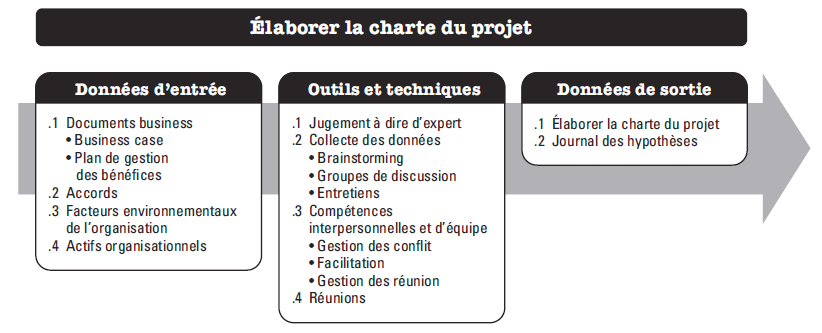 Élaborer la charte du projet
Données d'entrée
.1 Documents business
• Business case
• Plan de gestion
des bénéfices
.2 Accords
.3 Facteurs environnementaux
de l'organisation
.4 Actifs organisationnels
Outils et techniques
.1 Jugement à dire d'expert
.2 Collecte des données
• Brainstorming
• Groupes de discussion
• Entretiens
.3 Compétences
interpersonnelles et d'équipe
• Gestion des conflit
• Facilitation
• Gestion des réunion
.4 Réunions
Données de sortie
.1 Élaborer la charte du projet
.2 Journal des hypothèses